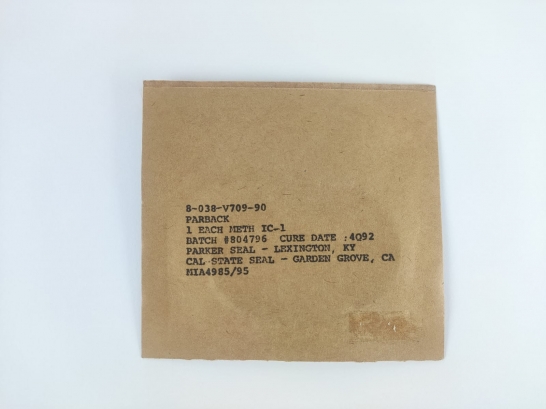 8-038-V709-90
PARBACK
1 EACH METH IC-1
BATCH #804796 CURE DATE :4Q92
PARKER SEAL - LEXINGTON, KY
CAL-STATE SEAL - GARDEN GROVE, CA
MIA4985/95